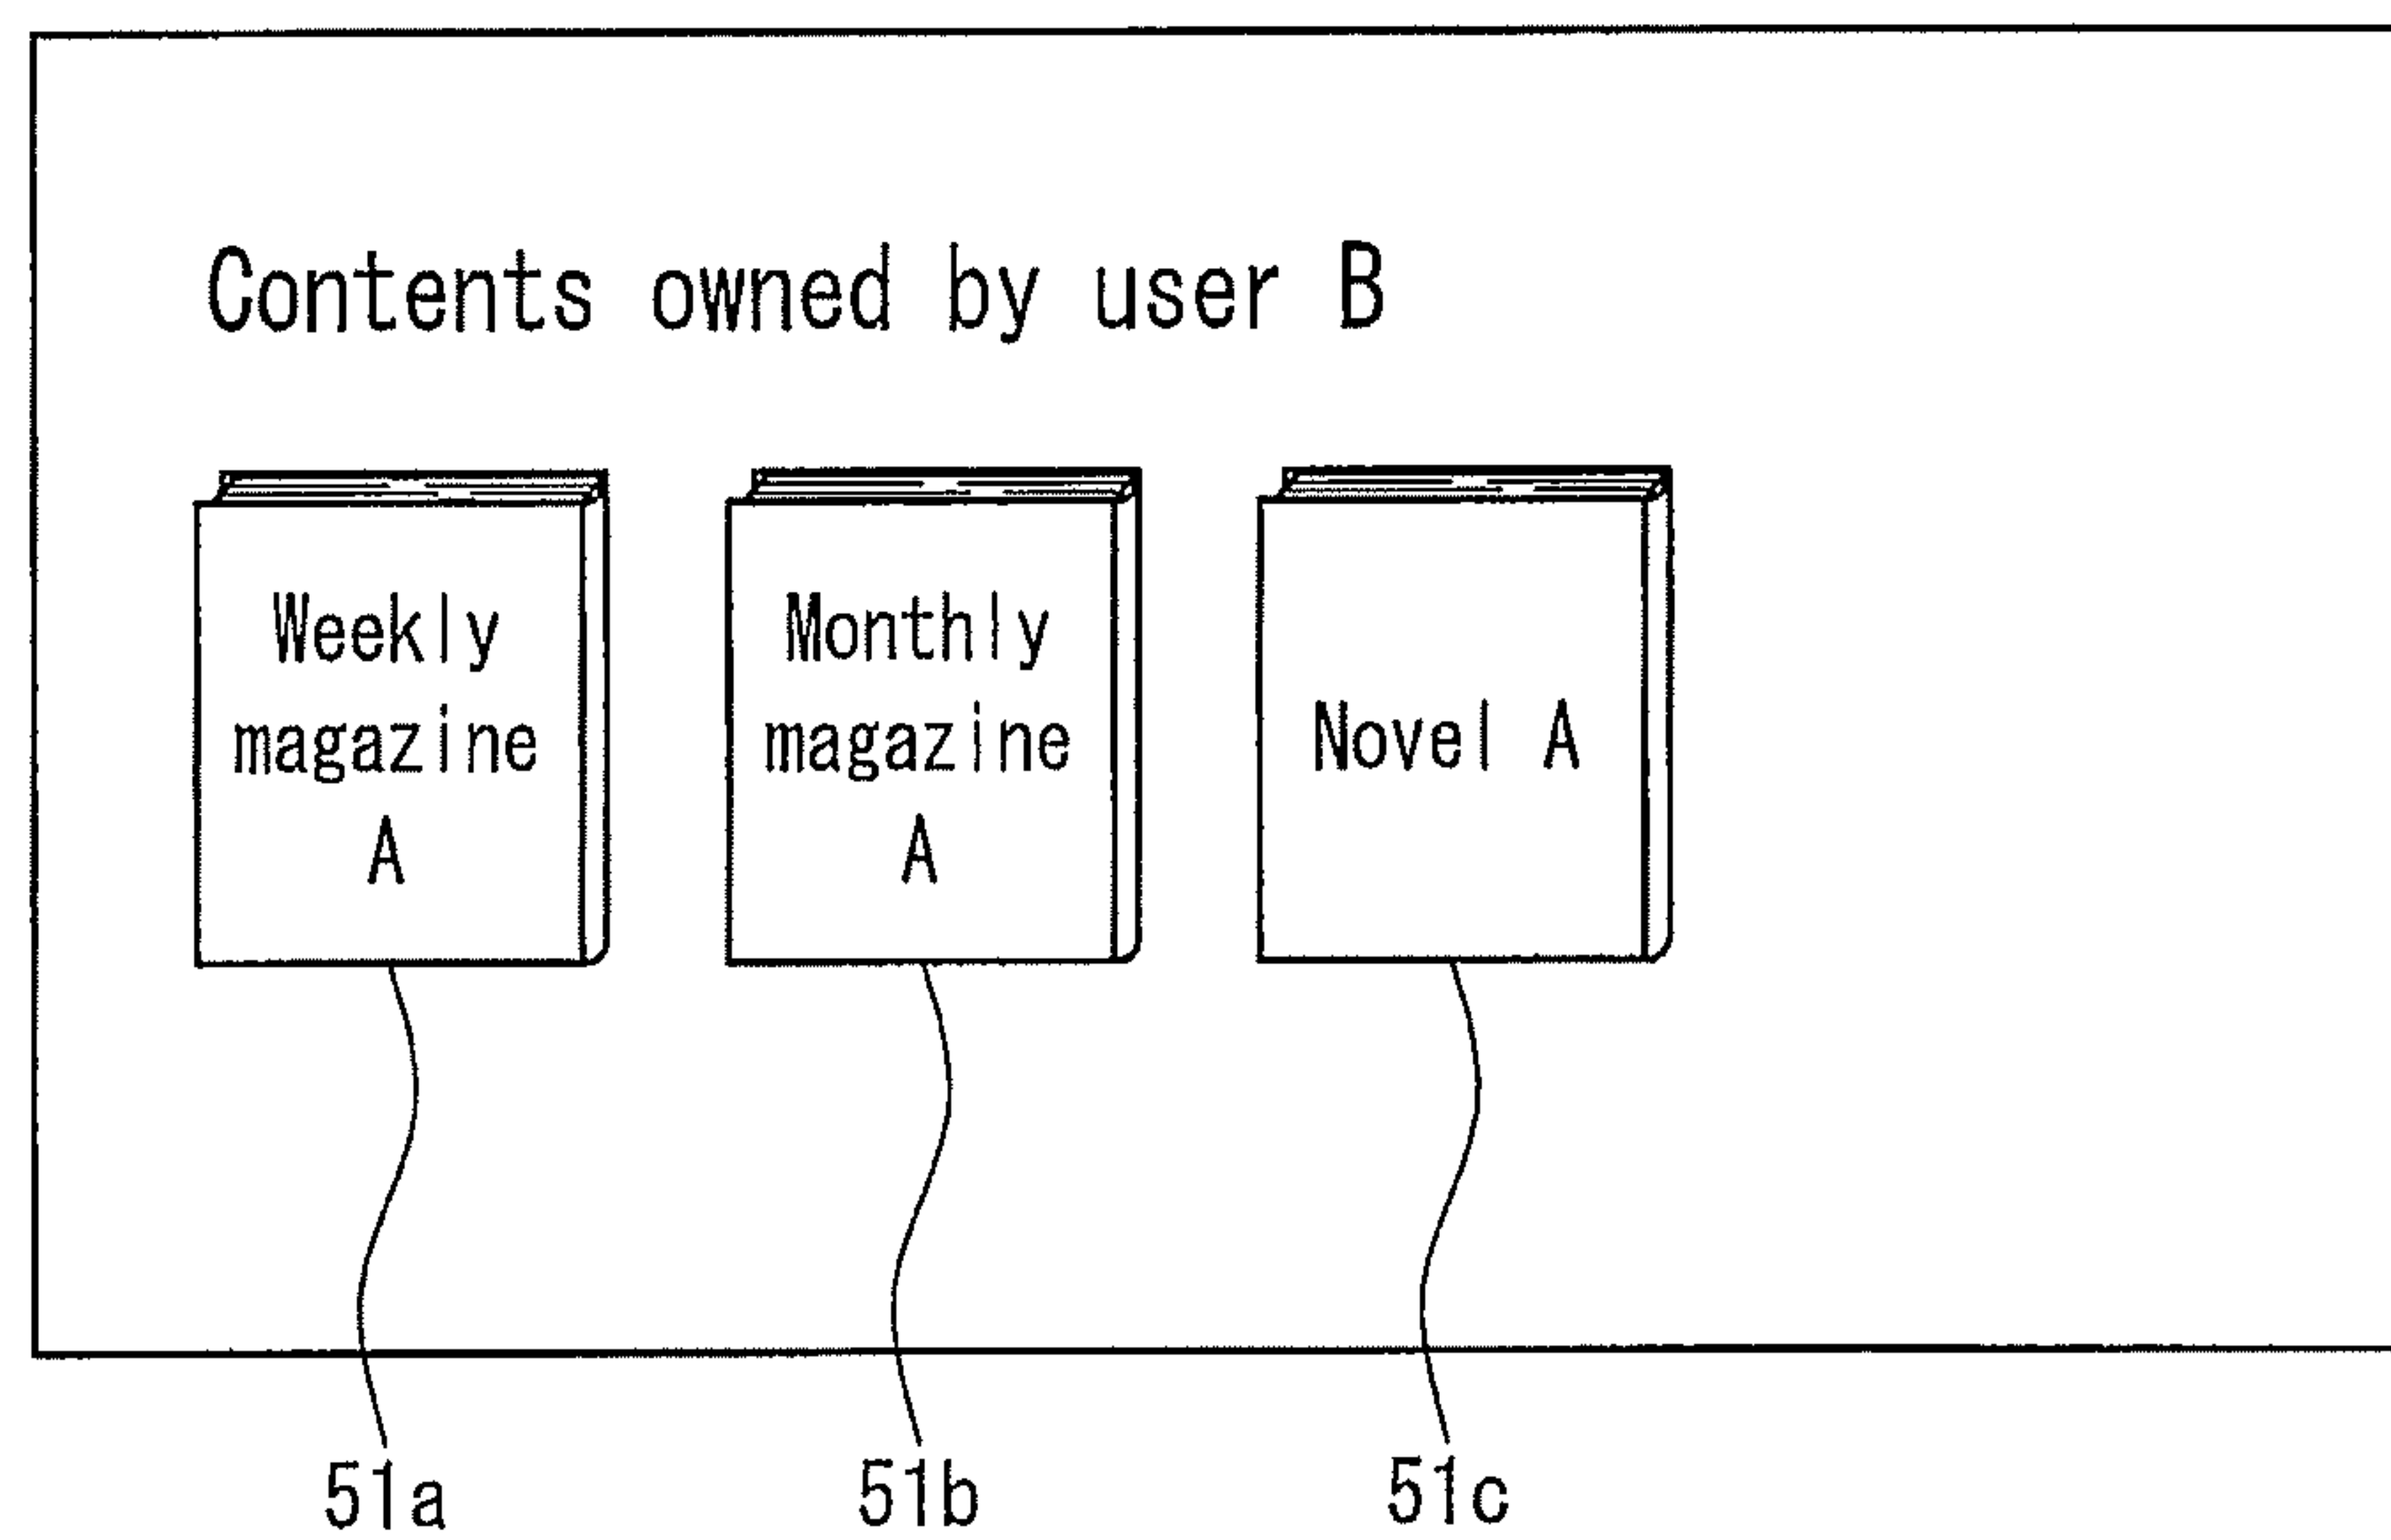 Contents owned by user B
Weekly
magazine
A
Monthly
magazine
A
Novel A
51a
51b
51c